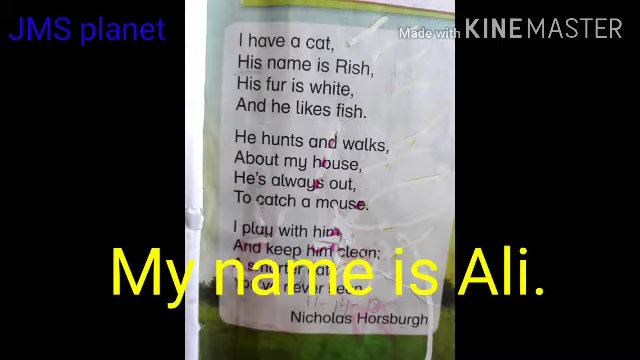 JMS planet
Made with KINEMASTER
I have a cat,
His name is Rish,
His fur is white,
And he likes fish.
He hunts and walks,
About my house,
He's always out,
To catch a mouse.
I play with him
And keep him clean;
My name is Ali.
never seen
Nicholas Horsburgh